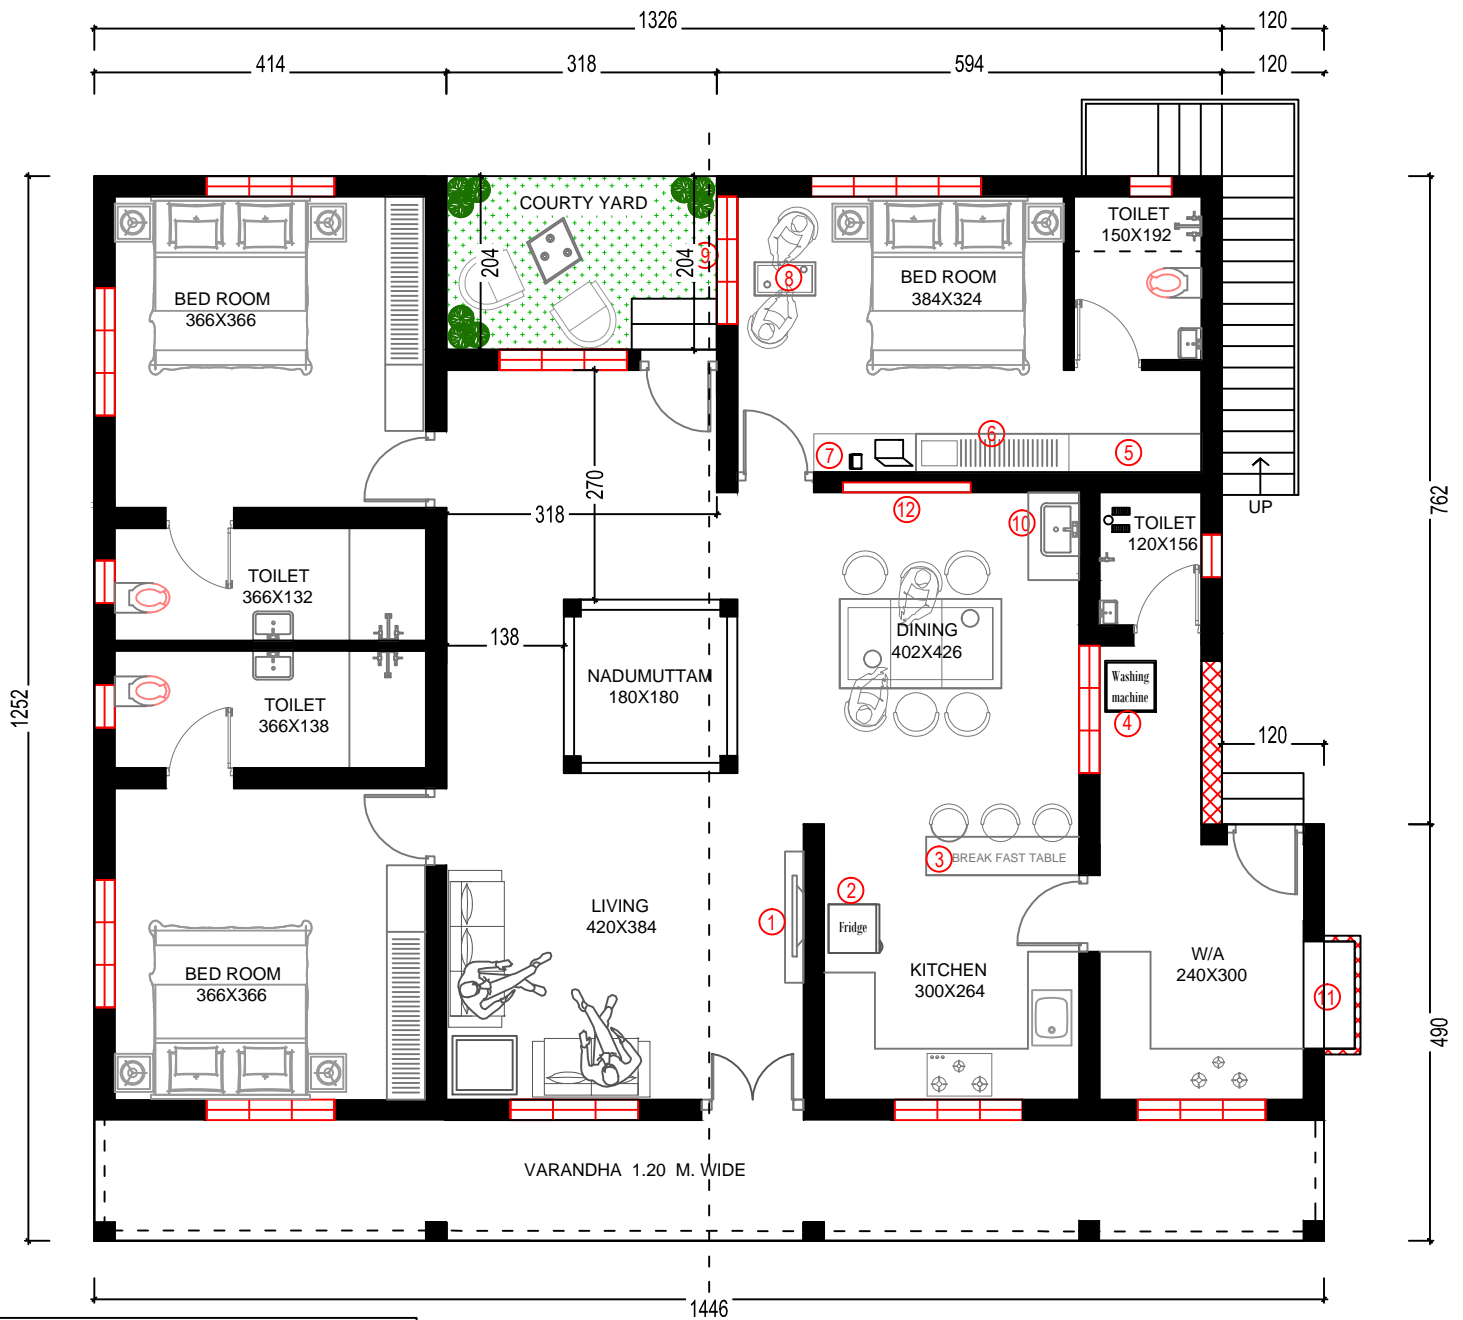 1326
120
414
318
594
120
COURTY YARD
204
204
9
8
TOILET
150X192
BED ROOM
366X366
BED ROOM
384X324
6
7
5
270
318
12
10
UP
TOILET
120X156
762
TOILET
366X132
138
DINING
402X426
NADUMUTTAM
180X180
Washing
machine
4
TOILET
366X138
1252
120
3
BREAK FAST TABLE
2
Fridge
1
LIVING
420X384
KITCHEN
300X264
W/A
240X300
11
BED ROOM
366X366
490
VARANDHA 1.20 M. WIDE
1446